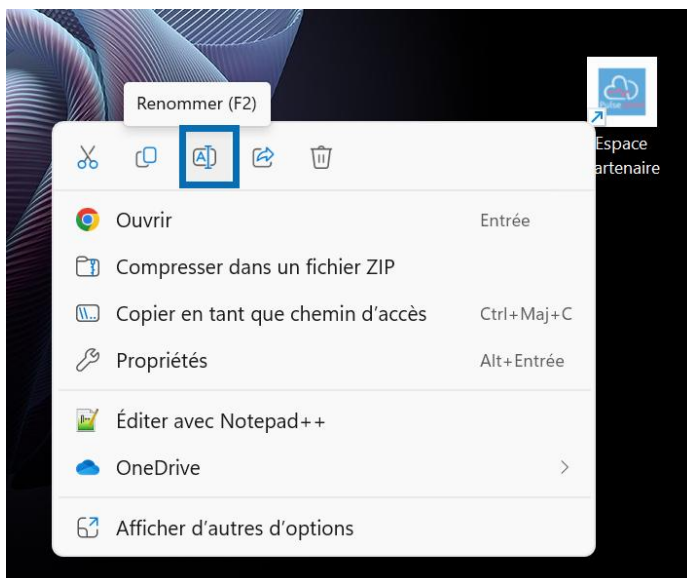 Renommer (F2)
Espace
artenaire
Ouvrir Entrée
Compresser dans un fichier ZIP
Copier en tant que chemin d'accès Ctrl+Maj+C
Propriétés Alt+Entrée
Éditer avec Notepad++
OneDrive
Afficher d'autres d'options